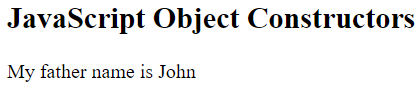 JavaScript Object Constructors
My father name is John